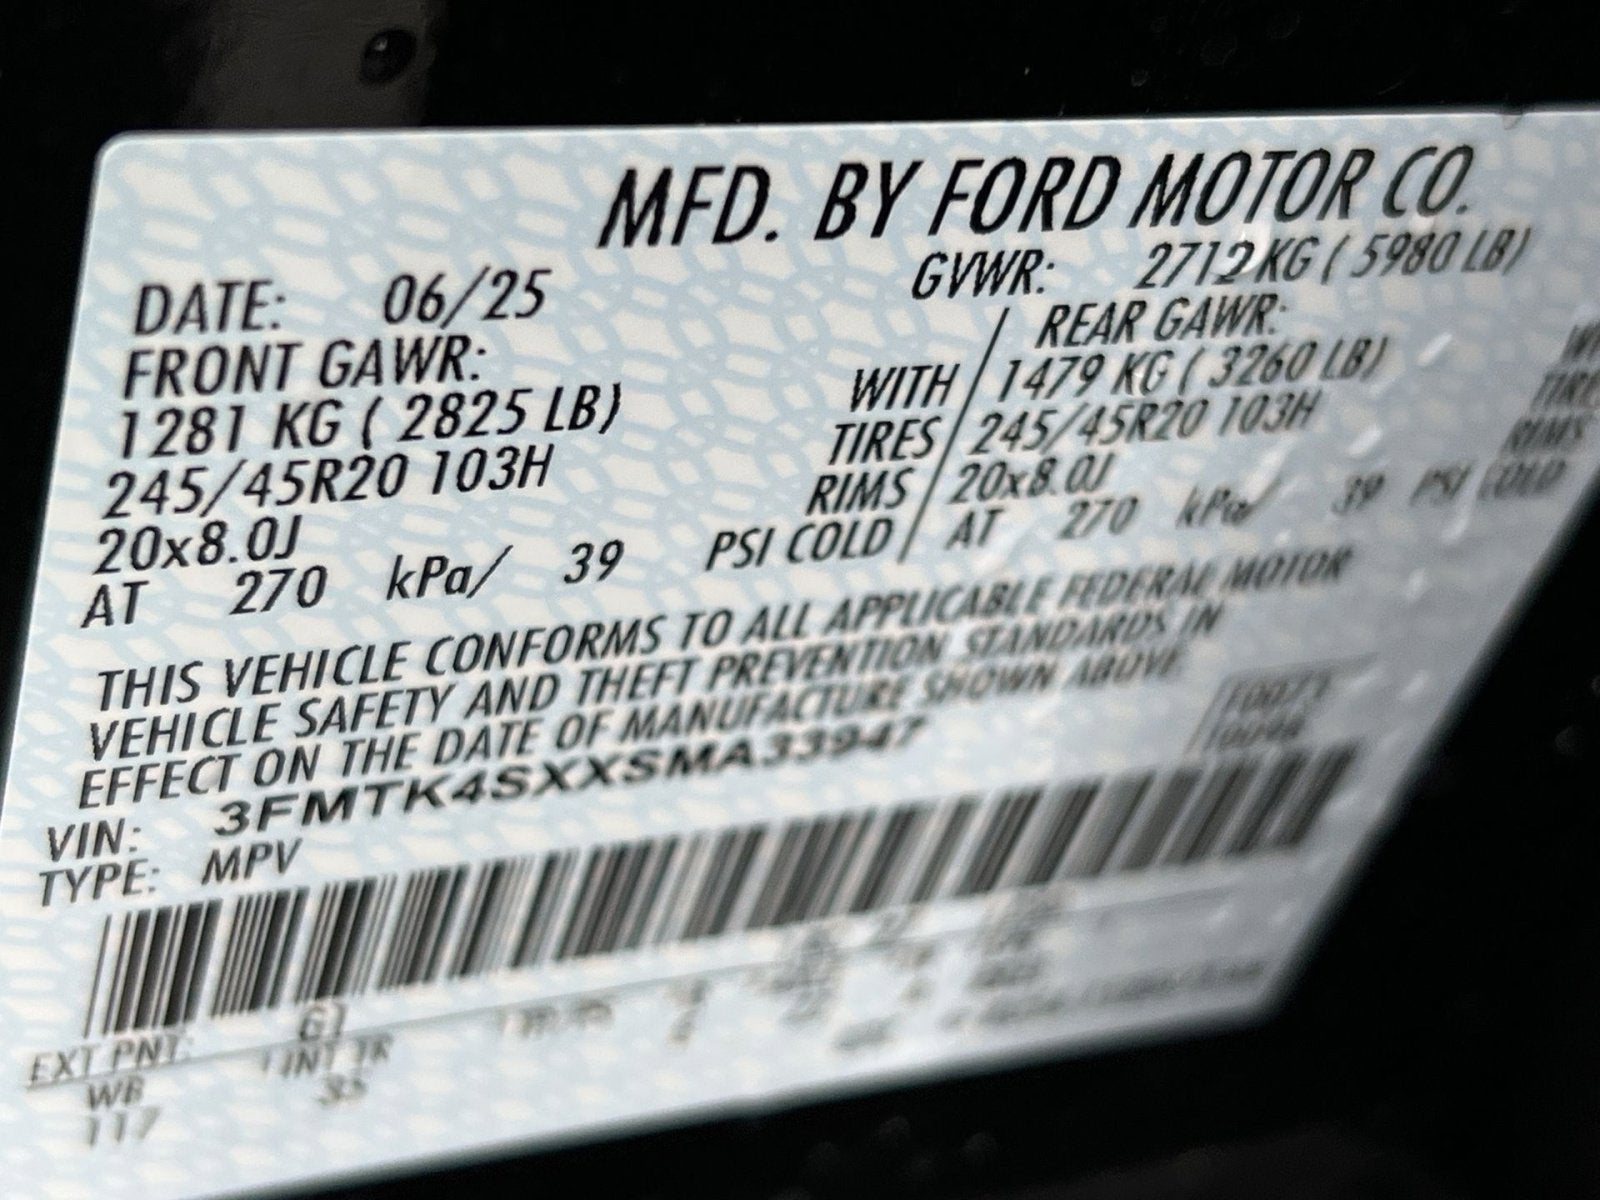 MFD. BY FORD MOTOR CO.
DATE: 06/25 GVWR: 2712 KG ( 5980 LB)
FRONT GAWR: REAR GAWR:
1281 KG ( 2825 LB) WITH 1479 KG ( 3260 LB)
245/45R20 103H TIRES 245/45R20 103H
20x8.0J RIMS 20x8.0J
AT 270 kPa/ 39 PSI COLD AT 270 kPa/ 39 PSI COLD
THIS VEHICLE CONFORMS TO ALL APPLICABLE FEDERAL MOTOR
VEHICLE SAFETY AND THEFT PREVENTION STANDARDS IN
EFFECT ON THE DATE OF MANUFACTURE SHOWN ABOVE
VIN: 3FMTK4SXXSMA33947
TYPE: MPV
EXT PNT: G1
INT TR
WB 35
117